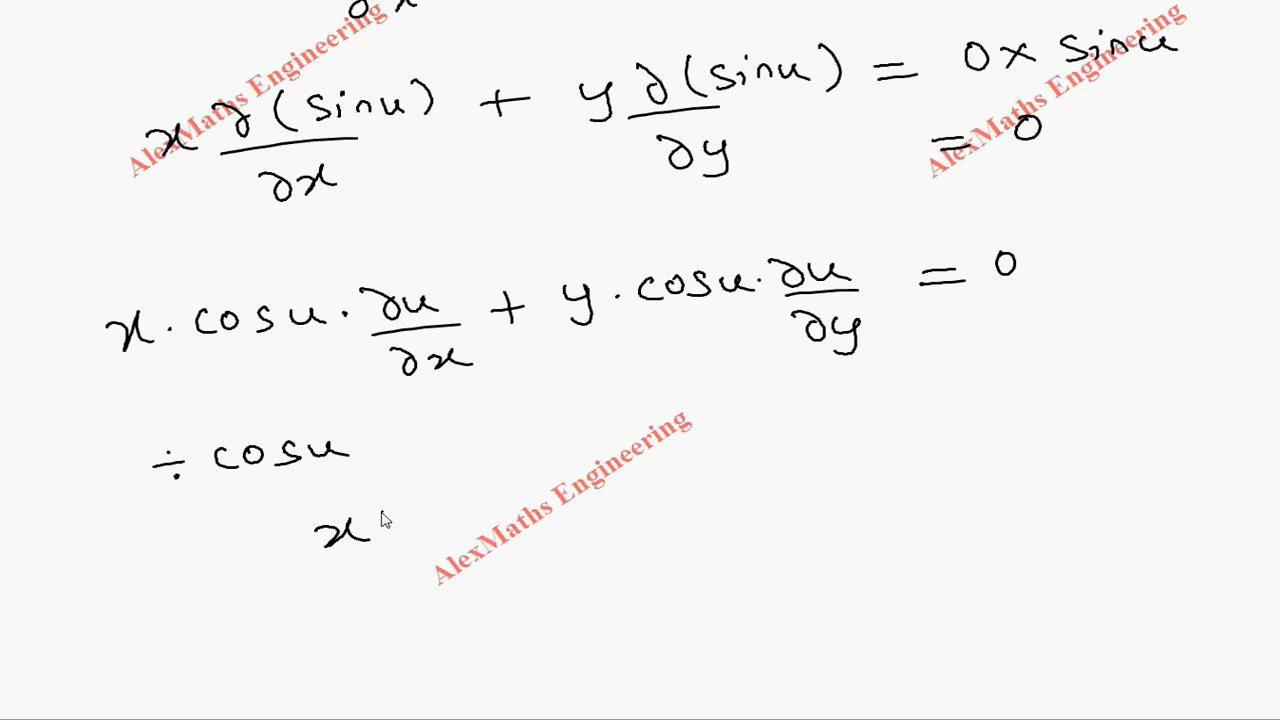 x ∂(sinu)/∂x + y ∂(sinu)/∂y = 0 x sinu
= 0
x · cosu · ∂u/∂x + y · cosu · ∂u/∂y = 0
÷ cosu
x
AlexMaths Engineering
AlexMaths Engineering
AlexMaths Engineering